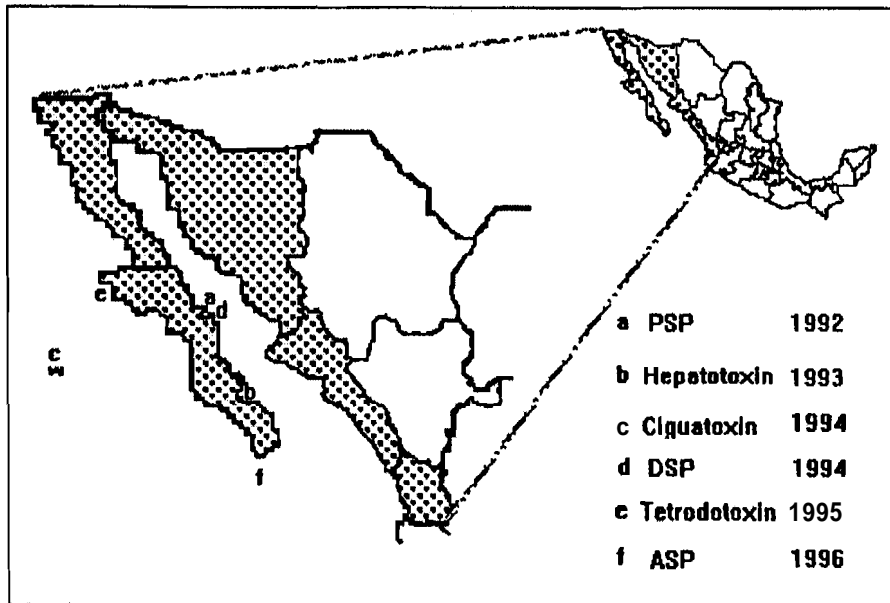 a
e
d
c
b
f
a PSP 1992
b Hepatotoxin 1993
c Ciguatoxin 1994
d DSP 1994
e Tetrodotoxin 1995
f ASP 1996